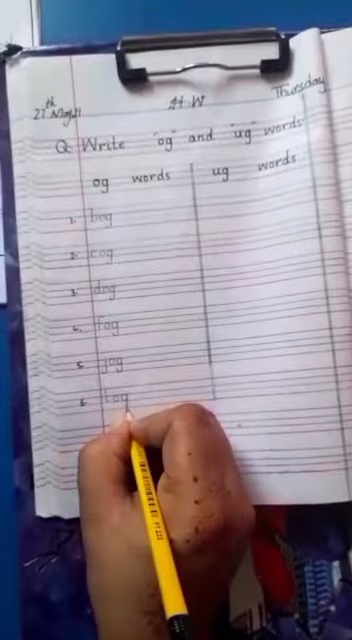 27th May 21 H.W Thursday
Q. Write "og" and "ug" words
og words ug words
1. bog
2. cog
3. dog
4. fog
5. jog
6. log